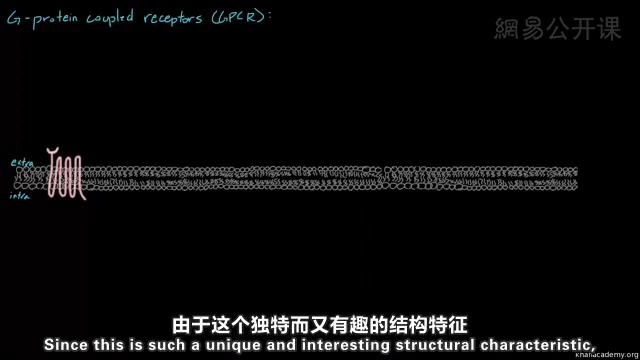 G-protein coupled receptors (GPCR):
網易公开课
extra
intra
由于这个独特而又有趣的结构特征
Since this is such a unique and interesting structural characteristic,
khanacademy.org